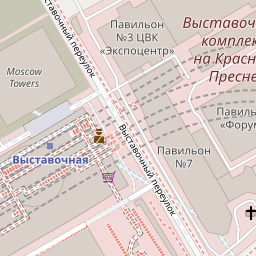 Павильон
№3 ЦВК
«Экспоцентр»
Выставоч
комплек
на Красн
Пресне
Moscow
Towers
Выставочный переулок
Павильо
«Форум
Выставочный переулок
Выставочная
Павильон
№7